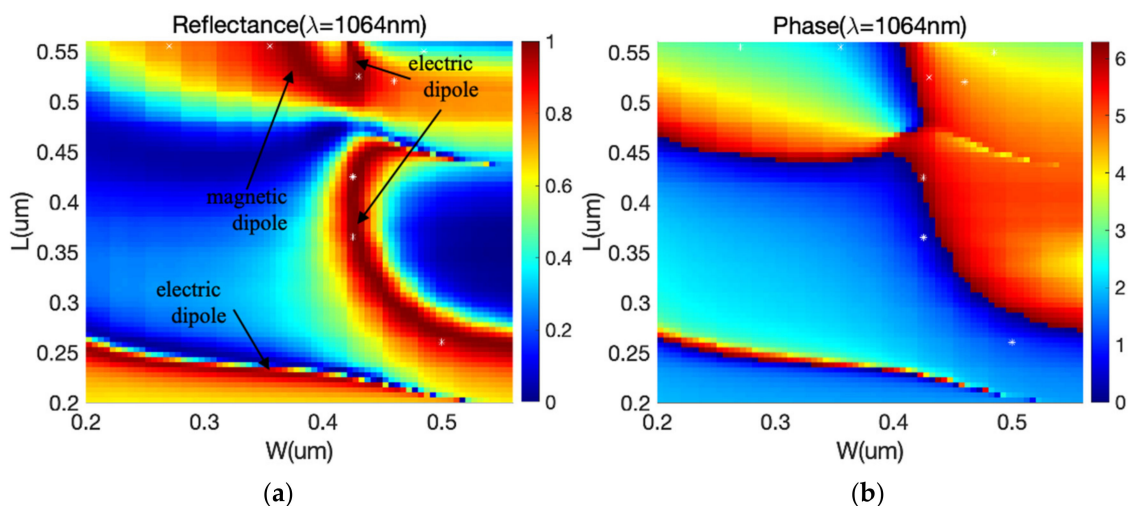 Reflectance(λ=1064nm)
0.55
0.5
0.45
0.4
0.35
0.3
0.25
0.2
L(um)
0.2
0.3
0.4
0.5
W(um)
electric
dipole
magnetic
dipole
electric
dipole
1
0.8
0.6
0.4
0.2
0
(a)
Phase(λ=1064nm)
0.55
0.5
0.45
0.4
0.35
0.3
0.25
0.2
L(um)
0.2
0.3
0.4
0.5
W(um)
6
5
4
3
2
1
0
(b)